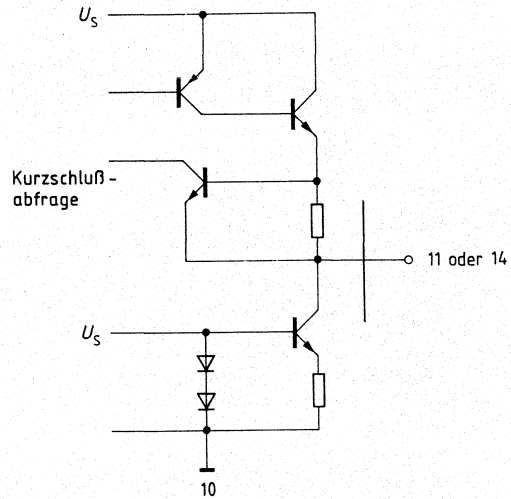 U_S
Kurzschluß-
abfrage
11 oder 14
U_S
10